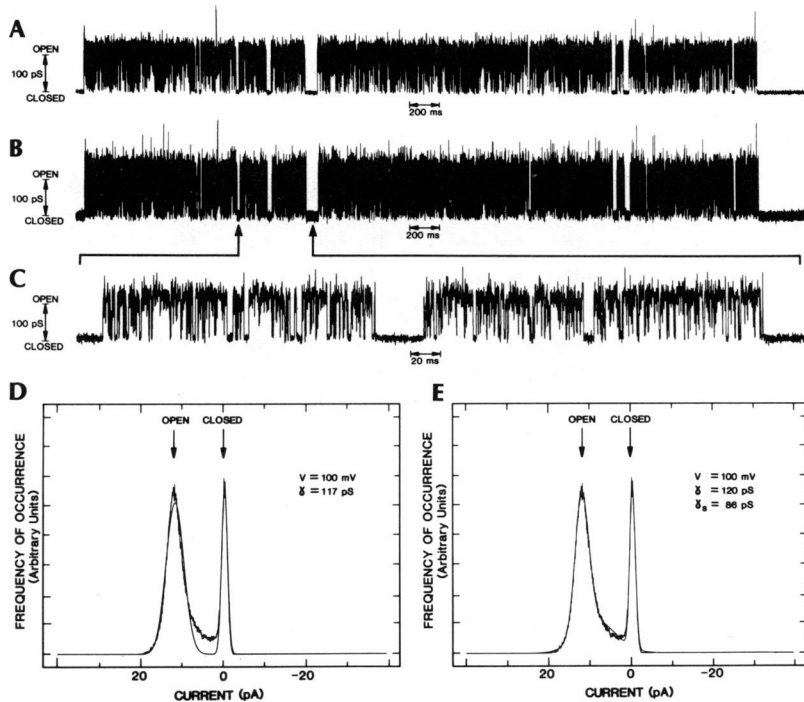 A
OPEN
100 pS
CLOSED
200 ms
B
OPEN
100 pS
CLOSED
200 ms
C
OPEN
100 pS
CLOSED
20 ms
D
FREQUENCY OF OCCURRENCE
(Arbitrary Units)
OPEN CLOSED
V = 100 mV
ɣ = 117 pS
20 0 -20
CURRENT (pA)
E
FREQUENCY OF OCCURRENCE
(Arbitrary Units)
OPEN CLOSED
V = 100 mV
ɣ = 120 pS
ɣs = 86 pS
20 0 -20
CURRENT (pA)